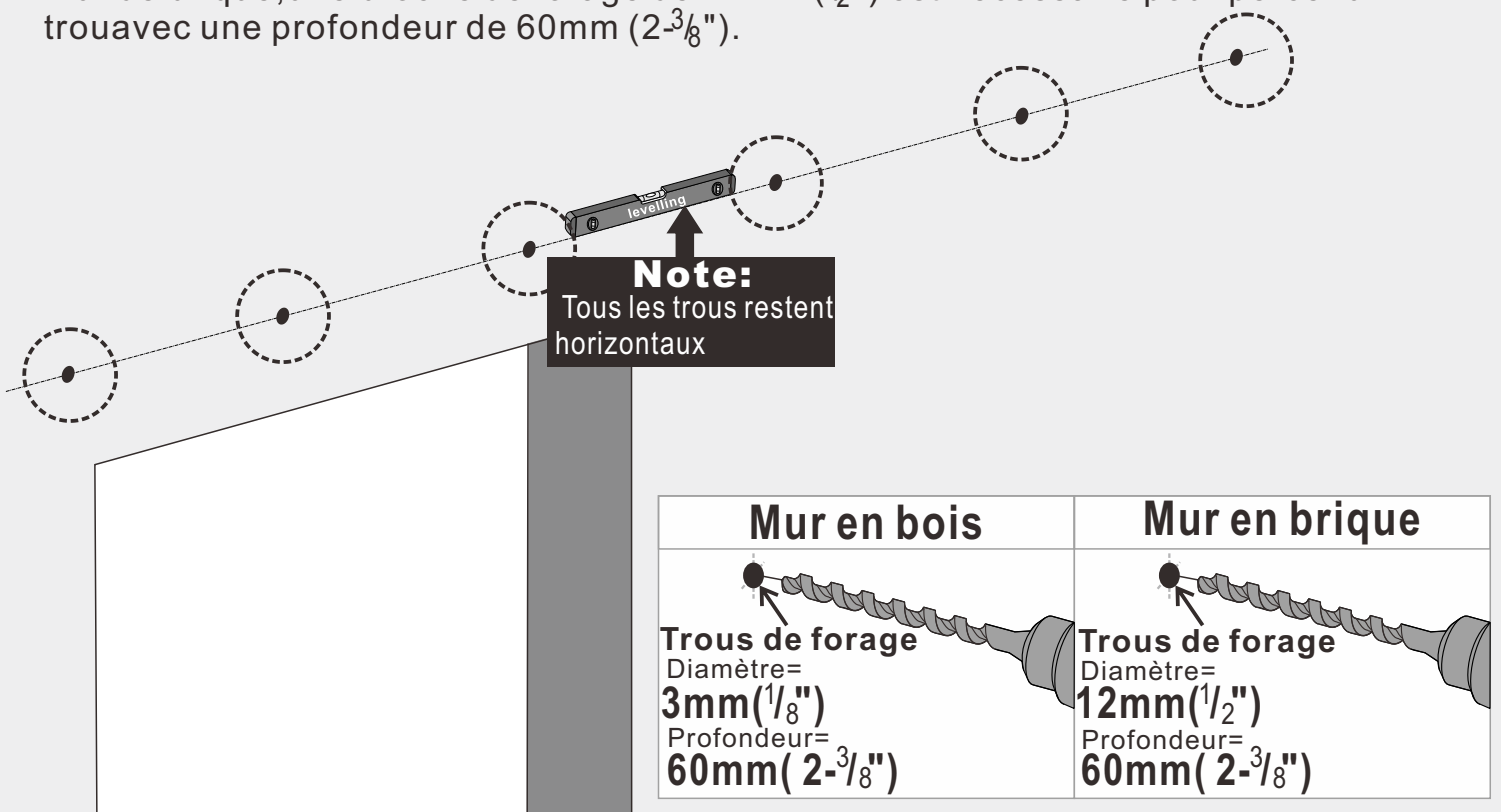 trouavec une profondeur de 60mm (2-3/8").
levelling
Note:
Tous les trous restent
horizontaux
Mur en bois
Trous de forage
Diamètre=
3mm(1/8")
Profondeur=
60mm( 2-3/8")
Mur en brique
Trous de forage
Diamètre=
12mm(1/2")
Profondeur=
60mm( 2-3/8")